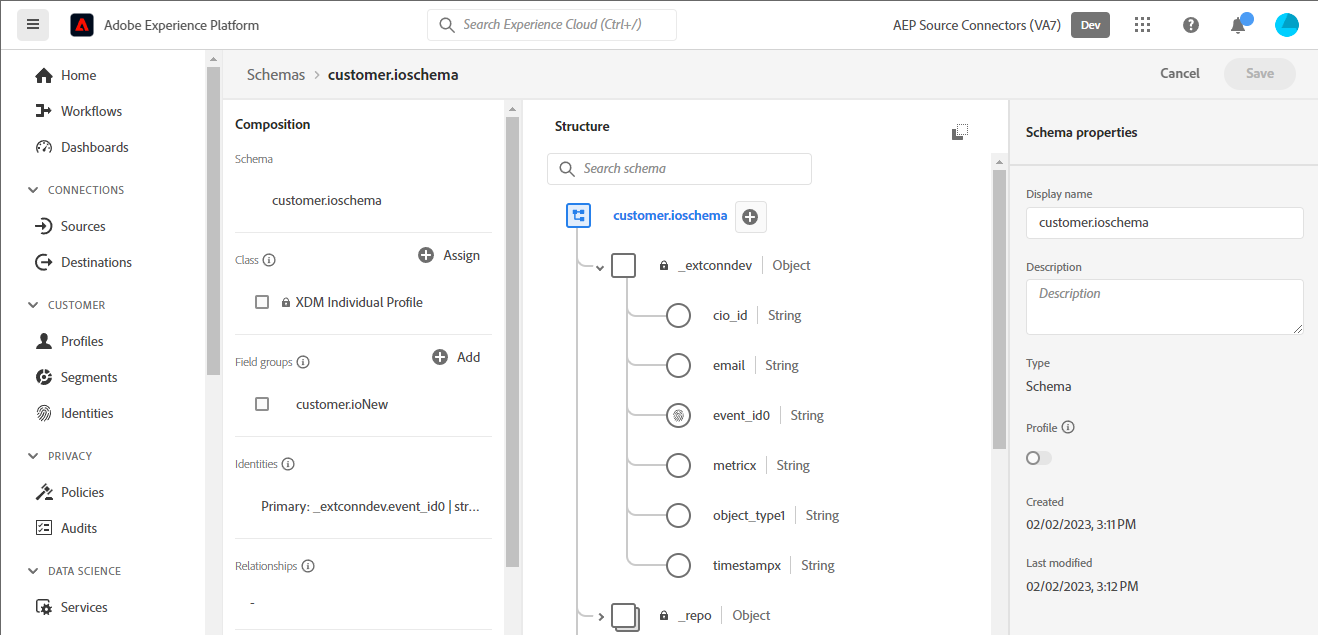 Adobe Experience Platform
Search Experience Cloud (Ctrl+/)
AEP Source Connectors (VA7)
Dev
Home
Workflows
Dashboards
CONNECTIONS
Sources
Destinations
CUSTOMER
Profiles
Segments
Identities
PRIVACY
Policies
Audits
DATA SCIENCE
Services
Schemas > customer.ioschema
Cancel
Save
Composition
Schema
customer.ioschema
Class
Assign
XDM Individual Profile
Field groups
Add
customer.ioNew
Identities
Primary: _extconndev.event_id0 | str...
Relationships
-
Structure
Search schema
customer.ioschema
_extconndev | Object
cio_id | String
email | String
event_id0 | String
metricx | String
object_type1 | String
timestampx | String
_repo | Object
Schema properties
Display name
customer.ioschema
Description
Description
Type
Schema
Profile
Created
02/02/2023, 3:11 PM
Last modified
02/02/2023, 3:12 PM